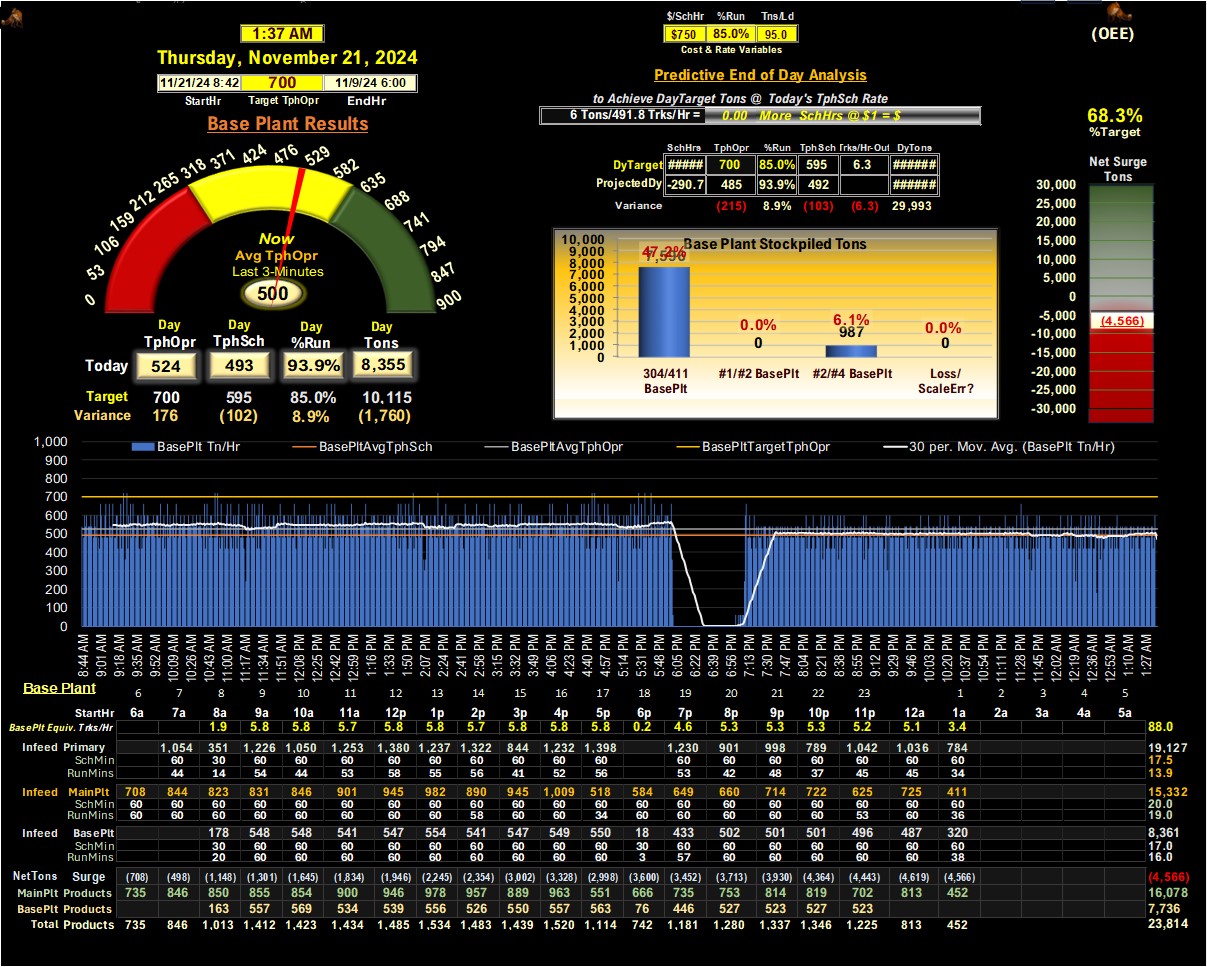 $/SchHr %Run Tns/Ld
$750 85.0% 95.0
Cost & Rate Variables
(OEE)
1:37 AM
Thursday, November 21, 2024
11/21/24 8:42 700 11/9/24 6:00
StartHr Target TphOpr EndHr
Base Plant Results
Predictive End of Day Analysis
to Achieve DayTarget Tons @ Today's TphSch Rate
6 Tons/491.8 Trks/Hr = 0.00 More SchHrs @ $1 = $
SchHrs TphOpr %Run TphSch Trks/Hr-Out DyTons
DyTarget ##### 700 85.0% 595 6.3 ######
ProjectedDy -290.7 485 93.9% 492 ######
Variance (215) 8.9% (103) (6.3) 29,993
68.3%
%Target
Net Surge
Tons
30,000
25,000
20,000
15,000
10,000
5,000
0
-5,000
(4,566)
-10,000
-15,000
-20,000
-25,000
-30,000
0 53 106 159 212 265 318 371 424 476 529 582 635 688 741 794 847 900
Now
Avg TphOpr
Last 3-Minutes
500
Day Day Day Day
TphOpr TphSch %Run Tons
Today 524 493 93.9% 8,355
Target 700 595 85.0% 10.115
Variance 176 (102) 8.9% (1,760)
Base Plant Stockpiled Tons
10,000
9,000
8,000
7,000
6,000
5,000
4,000
3,000
2,000
1,000
0
47.2% 0.0% 6.1% 0.0%
7,596 0 987 0
304/411 #1/#2 BasePlt #2/#4 BasePlt Loss/
BasePlt ScaleErr?
BasePlt Tn/Hr BasePltAvgTphSch BasePltAvgTphOpr BasePltTargetTphOpr 30 per. Mov. Avg. (BasePlt Tn/Hr)
1,000
900
800
700
600
500
400
300
200
100
0
8:44 AM 9:01 AM 9:18 AM 9:35 AM 9:52 AM 10:09 AM 10:26 AM 10:43 AM 11:00 AM 11:17 AM 11:34 AM 11:51 AM 12:08 PM 12:25 PM 12:42 PM 12:59 PM 1:16 PM 1:33 PM 1:50 PM 2:07 PM 2:24 PM 2:41 PM 2:58 PM 3:15 PM 3:32 PM 3:49 PM 4:06 PM 4:23 PM 4:40 PM 4:57 PM 5:14 PM 5:31 PM 5:48 PM 6:05 PM 6:22 PM 6:39 PM 6:56 PM 7:13 PM 7:30 PM 7:47 PM 8:04 PM 8:21 PM 8:38 PM 8:55 PM 9:12 PM 9:29 PM 9:46 PM 10:03 PM 10:20 PM 10:37 PM 10:54 PM 11:11 PM 11:28 PM 11:45 PM 12:02 AM 12:19 AM 12:36 AM 12:53 AM 1:10 AM 1:27 AM
Base Plant 6 7 8 9 10 11 12 13 14 15 16 17 18 19 20 21 22 23 1 2 3 4 5
StartHr 6a 7a 8a 9a 10a 11a 12p 1p 2p 3p 4p 5p 6p 7p 8p 9p 10p 11p 12a 1a 2a 3a 4a 5a
BasePlt Equiv. Trks/Hr 1.9 5.8 5.8 5.7 5.8 5.8 5.7 5.8 5.8 5.8 0.2 4.6 5.3 5.3 5.3 5.2 5.1 3.4 88.0
Infeed Primary 1,054 351 1,226 1,050 1,253 1,380 1,237 1,322 844 1,232 1,398 1,230 901 998 789 1,042 1,036 784 19,127
SchMin 60 30 60 60 60 60 60 60 60 60 60 60 60 60 60 60 60 60 17.5
RunMins 44 14 54 44 53 58 55 56 41 52 56 53 42 48 37 45 45 34 13.9
Infeed MainPlt 708 844 823 831 846 901 945 982 890 945 1,009 518 584 649 660 714 722 625 725 411 15,332
SchMin 60 60 60 60 60 60 60 60 60 60 60 60 60 60 60 60 60 60 60 60 20.0
RunMins 60 60 60 60 60 60 60 60 58 60 60 34 60 60 60 60 60 53 60 36 19.0
Infeed BasePlt 178 548 548 541 547 554 541 547 549 550 18 433 502 501 501 496 487 320 8,361
SchMin 30 60 60 60 60 60 60 60 60 60 30 60 60 60 60 60 60 60 17.0
RunMins 20 60 60 60 60 60 60 60 60 60 3 57 60 60 60 60 60 38 16.0
NetTons Surge (708) (498) (1,148) (1,301) (1,645) (1,834) (1,946) (2,245) (2,354) (3,002) (3,328) (2,998) (3,600) (3,452) (3,713) (3,930) (4,364) (4,443) (4,619) (4,566) (4,566)
MainPlt Products 735 846 850 855 854 900 946 978 957 889 963 551 666 735 753 814 819 702 813 452 16,078
BasePlt Products 163 557 569 534 539 556 526 550 557 563 76 446 527 523 527 523 7,736
Total Products 735 846 1,013 1,412 1,423 1,434 1,485 1,534 1,483 1,439 1,520 1,114 742 1,181 1,280 1,337 1,346 1,225 813 452 23,814